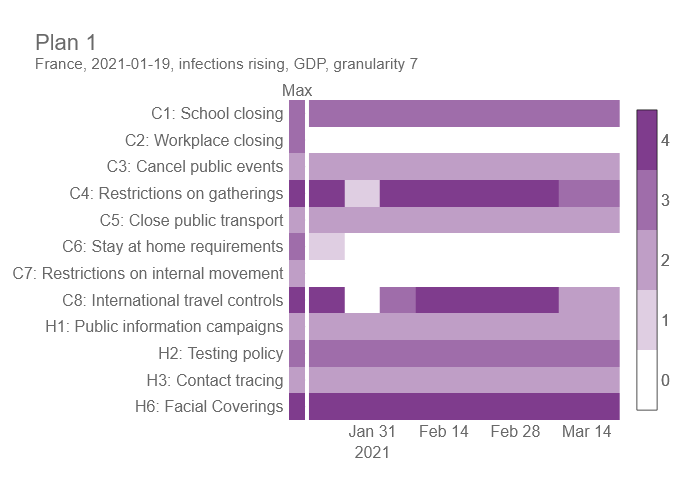 Plan 1
France, 2021-01-19, infections rising, GDP, granularity 7
Max
C1: School closing
C2: Workplace closing
C3: Cancel public events
C4: Restrictions on gatherings
C5: Close public transport
C6: Stay at home requirements
C7: Restrictions on internal movement
C8: International travel controls
H1: Public information campaigns
H2: Testing policy
H3: Contact tracing
H6: Facial Coverings
Jan 31 Feb 14 Feb 28 Mar 14
2021
4
3
2
1
0